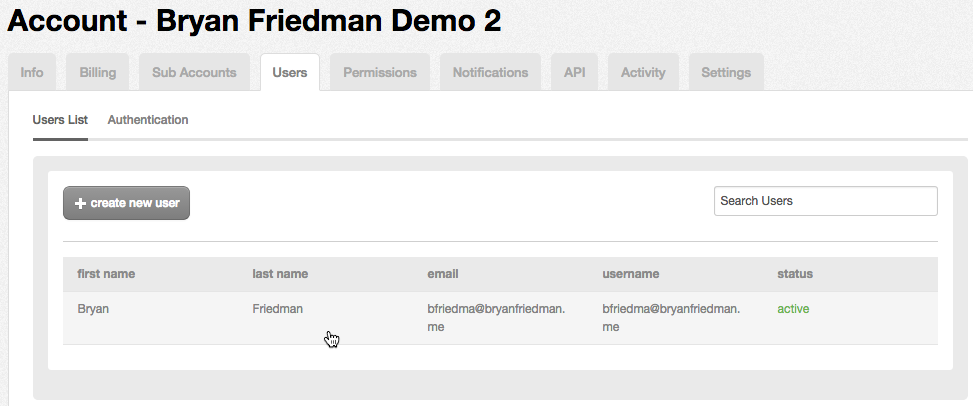 Account - Bryan Friedman Demo 2
Info Billing Sub Accounts Users Permissions Notifications API Activity Settings
Users List Authentication
+ create new user Search Users
first name last name email username status
Bryan Friedman bfriedma@bryanfriedman. bfriedma@bryanfriedman. active
me me